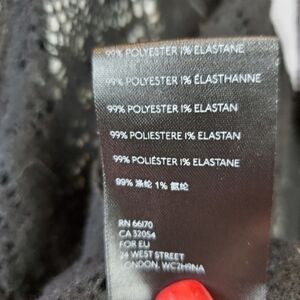 99% POLYESTER 1% ELASTANE
99% POLYESTER 1% ÉLASTHANNE
99% POLYESTER 1% ELASTAN
99% POLIESTERE 1% ELASTAN
99% POLIÉSTER 1% ELASTANE
99% 涤纶 1% 氨纶
RN 66170
CA 32054
FOR EU
24 WEST STREET
LONDON, WC2H9NA